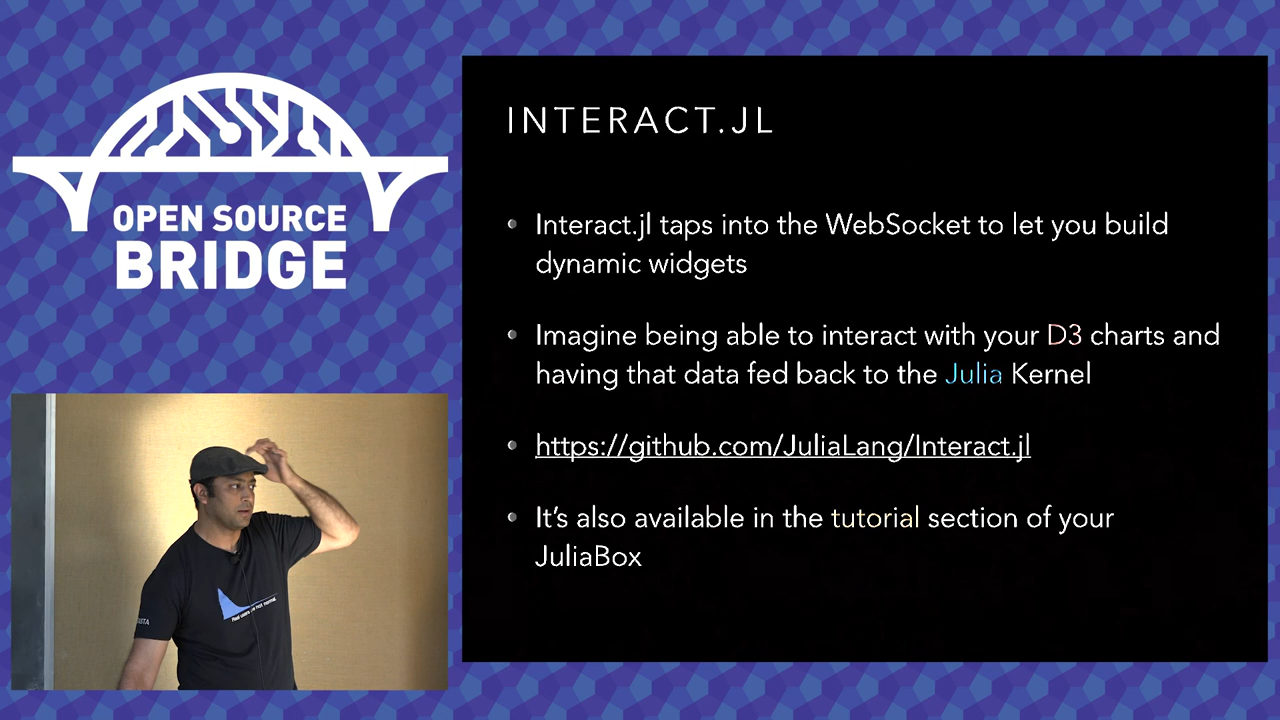 OPEN SOURCE
BRIDGE
INTERACT.JL
• Interact.jl taps into the WebSocket to let you build
dynamic widgets
• Imagine being able to interact with your D3 charts and
having that data fed back to the Julia Kernel
• https://github.com/JuliaLang/Interact.jl
• It's also available in the tutorial section of your
JuliaBox